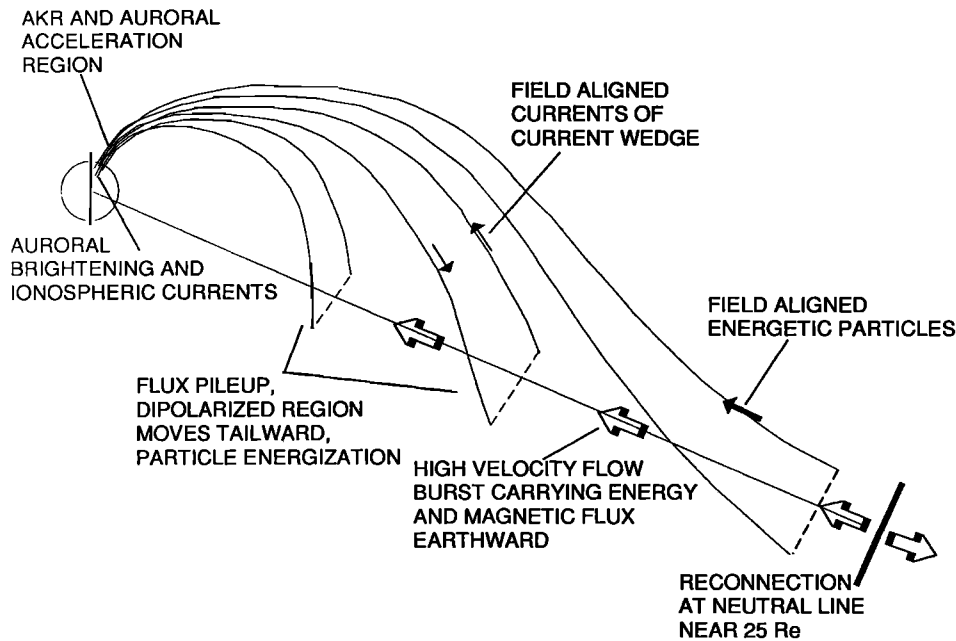 AKR AND AURORAL
ACCELERATION
REGION
FIELD ALIGNED
CURRENTS OF
CURRENT WEDGE
AURORAL
BRIGHTENING AND
IONOSPHERIC CURRENTS
FIELD ALIGNED
ENERGETIC PARTICLES
FLUX PILEUP,
DIPOLARIZED REGION
MOVES TAILWARD,
PARTICLE ENERGIZATION
HIGH VELOCITY FLOW
BURST CARRYING ENERGY
AND MAGNETIC FLUX
EARTHWARD
RECONNECTION
AT NEUTRAL LINE
NEAR 25 Re